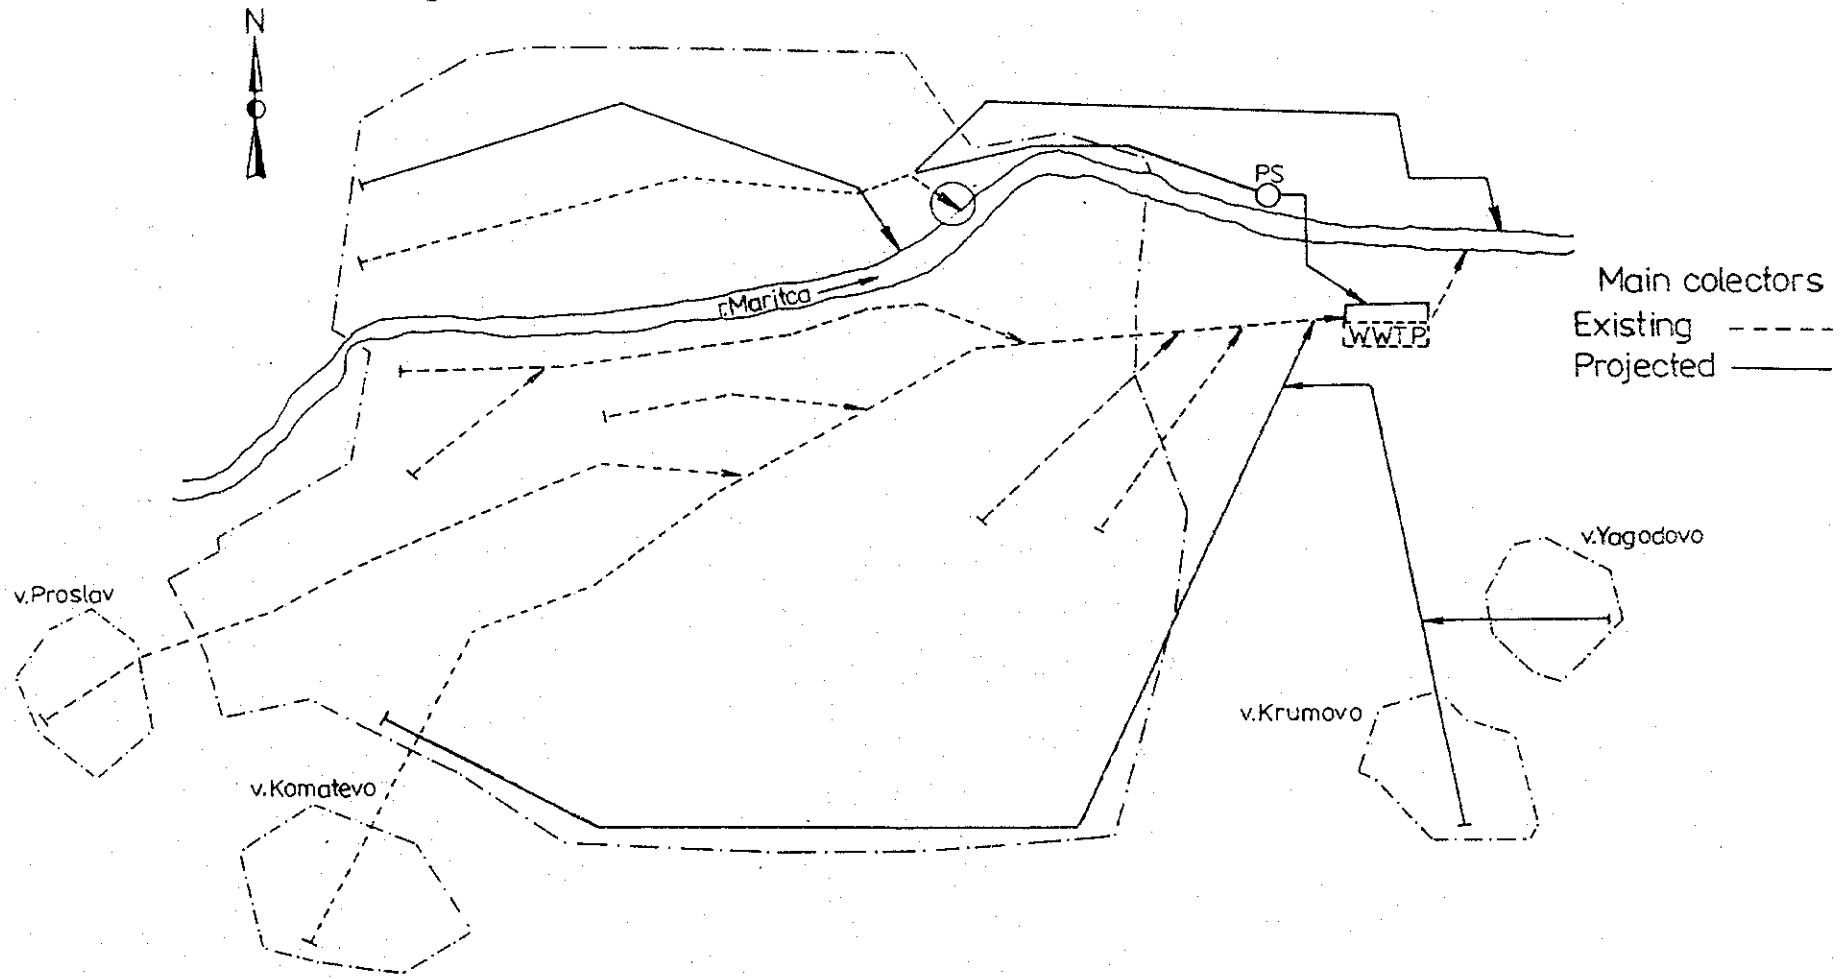 N
PS
r.Maritca
Main colectors
Existing
WWTP
Projected
v.Yagodovo
v.Proslav
v.Krumovo
v.Komatevo